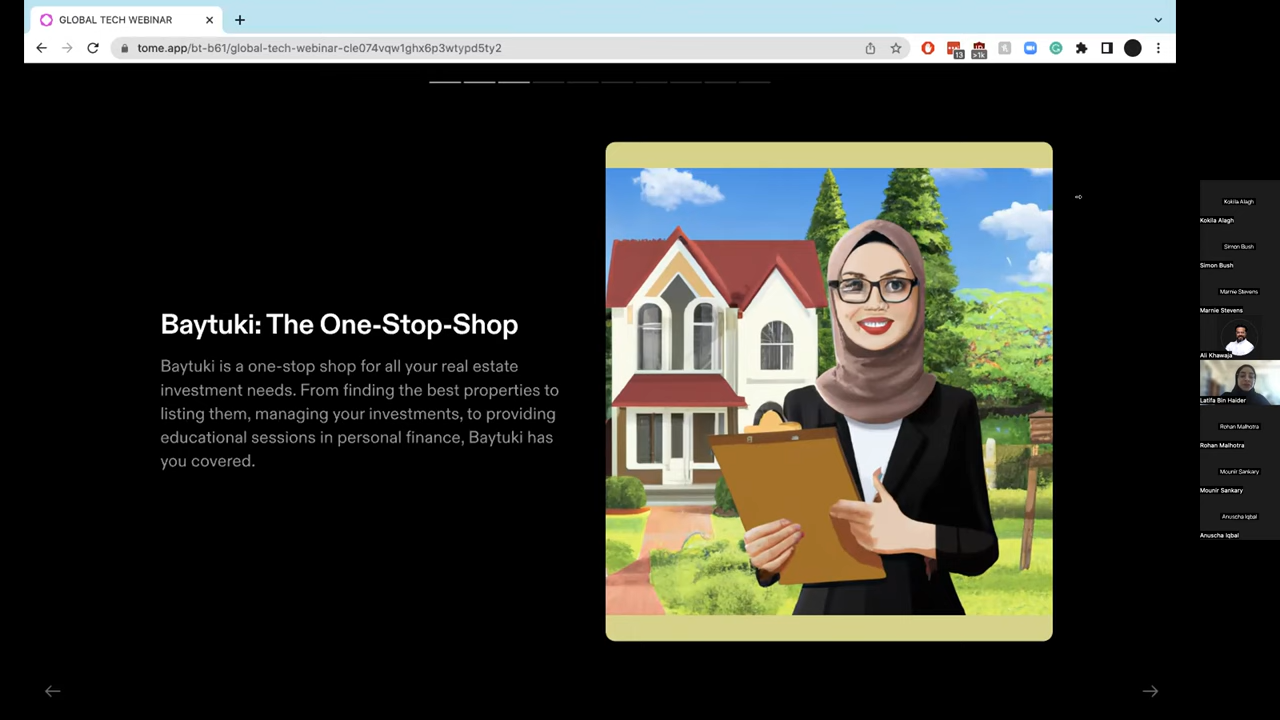 GLOBAL TECH WEBINAR
tome.app/bt-b61/global-tech-webinar-cle074vqw1ghx6p3wtypd5ty2
13
>1k
Baytuki: The One-Stop-Shop
Baytuki is a one-stop shop for all your real estate
investment needs. From finding the best properties to
listing them, managing your investments, to providing
educational sessions in personal finance, Baytuki has
you covered.
Kokila Alagh
Kokila Alagh
Simon Bush
Simon Bush
Marnie Stevens
Marnie Stevens
Ali Khawaja
Latifa Bin Haider
Rohan Malhotra
Rohan Malhotra
Mounir Sankary
Mounir Sankary
Anuscha Iqbal
Anuscha Iqbal